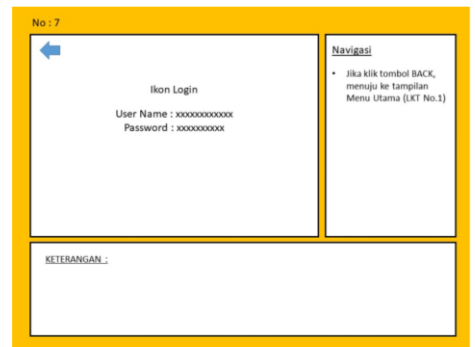 No : 7
Ikon Login
User Name : xxxxxxxxxxxx
Password : xxxxxxxxxx
Navigasi
• Jika klik tombol BACK,
menuju ke tampilan
Menu Utama (LKT No.1)
KETERANGAN :